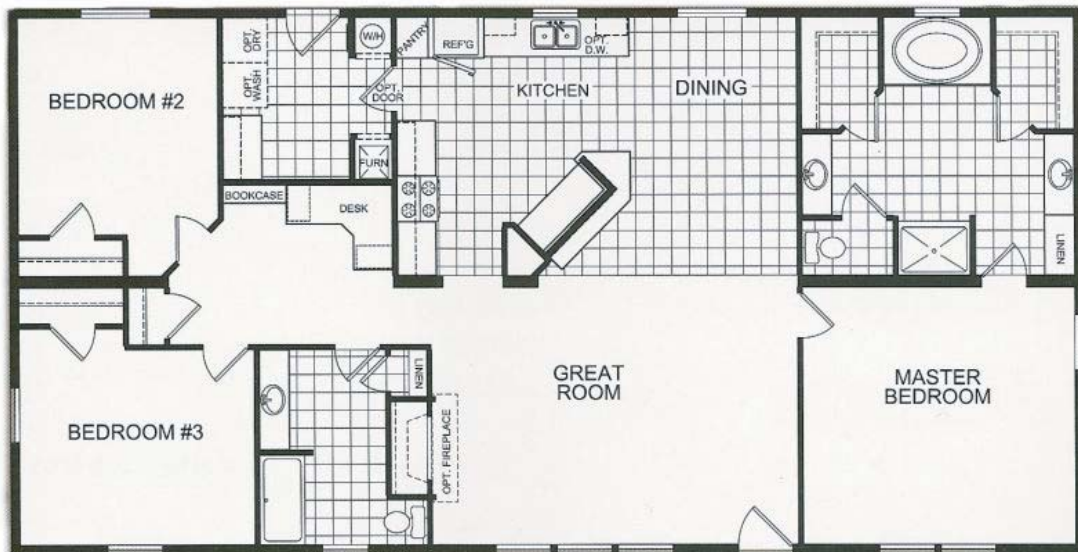 BEDROOM #2
OPT.
DRY
OPT.
WASH
W/H
OPT.
DOOR
FURN
PANTRY
REF'G
OPT.
D.W.
KITCHEN
DINING
BOOKCASE
DESK
LINEN
BEDROOM #3
LINEN
OPT. FIREPLACE
GREAT
ROOM
MASTER
BEDROOM